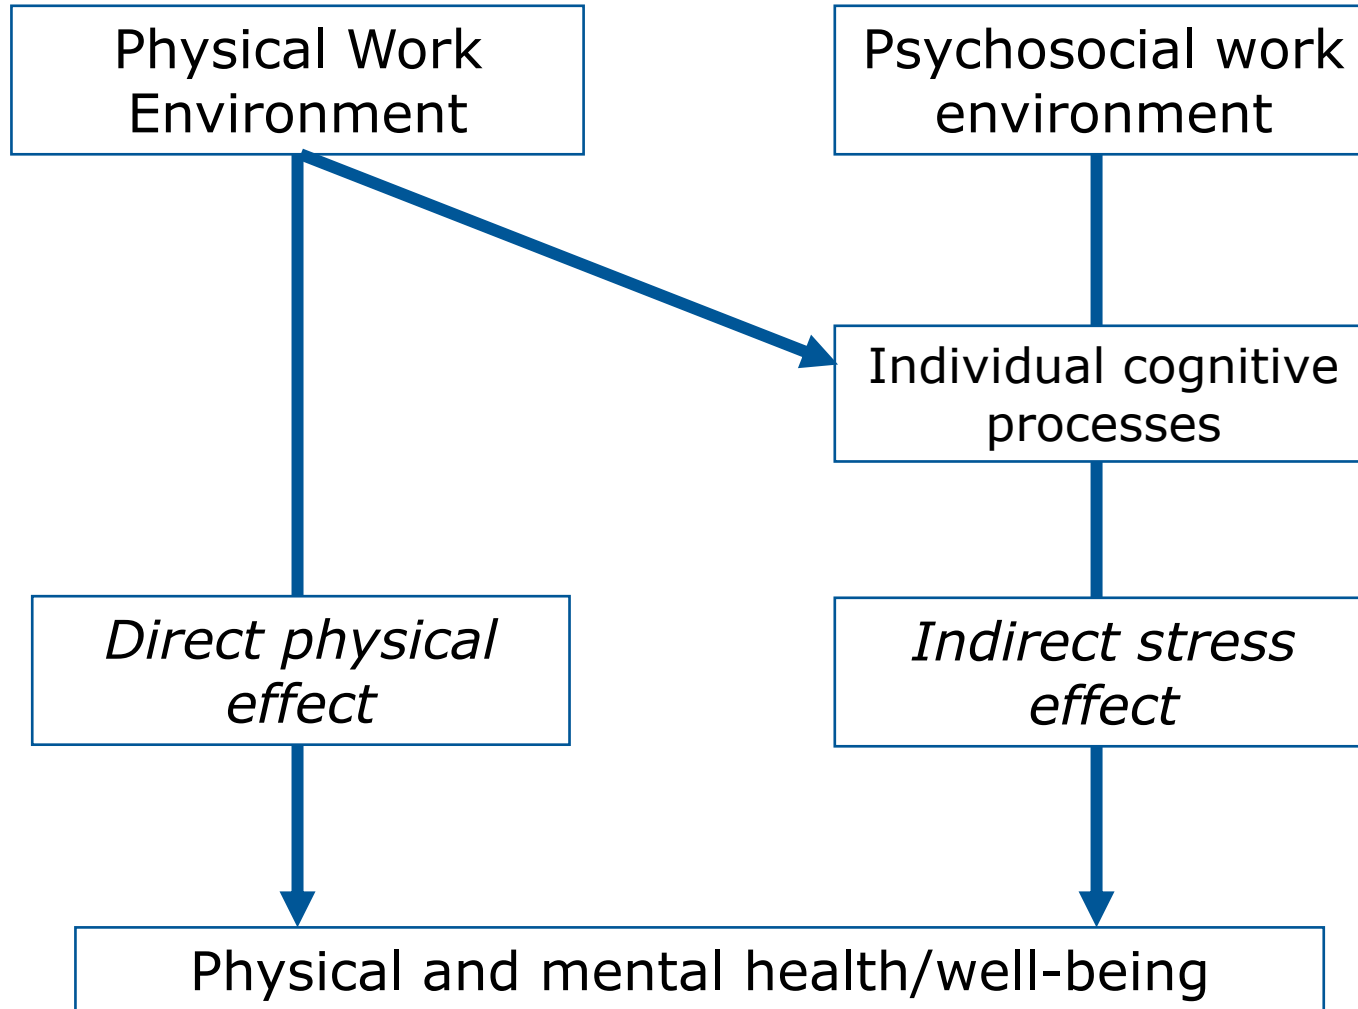 Physical Work
Environment
Psychosocial work
environment
Individual cognitive
processes
Direct physical
effect
Indirect stress
effect
Physical and mental health/well-being